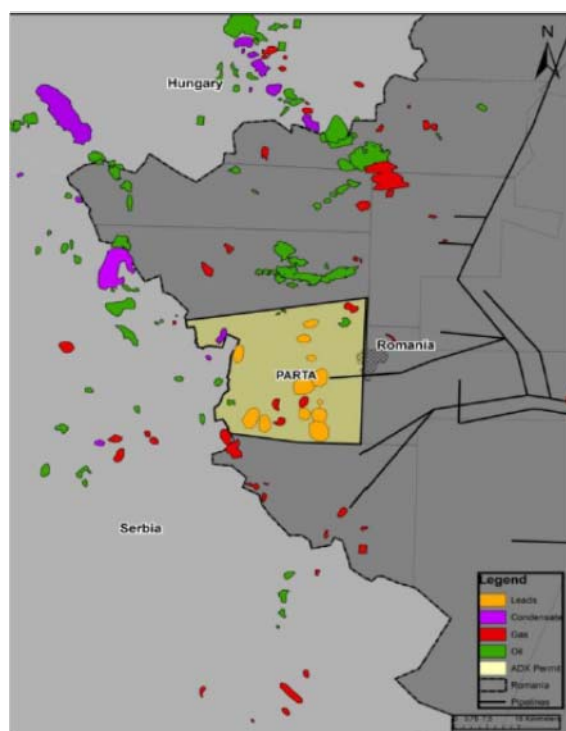 N
Hungary
Romania
PARTA
Serbia
Legend
Leads
Condensate
Gas
Oil
ADX Permit
Romania
Pipelines